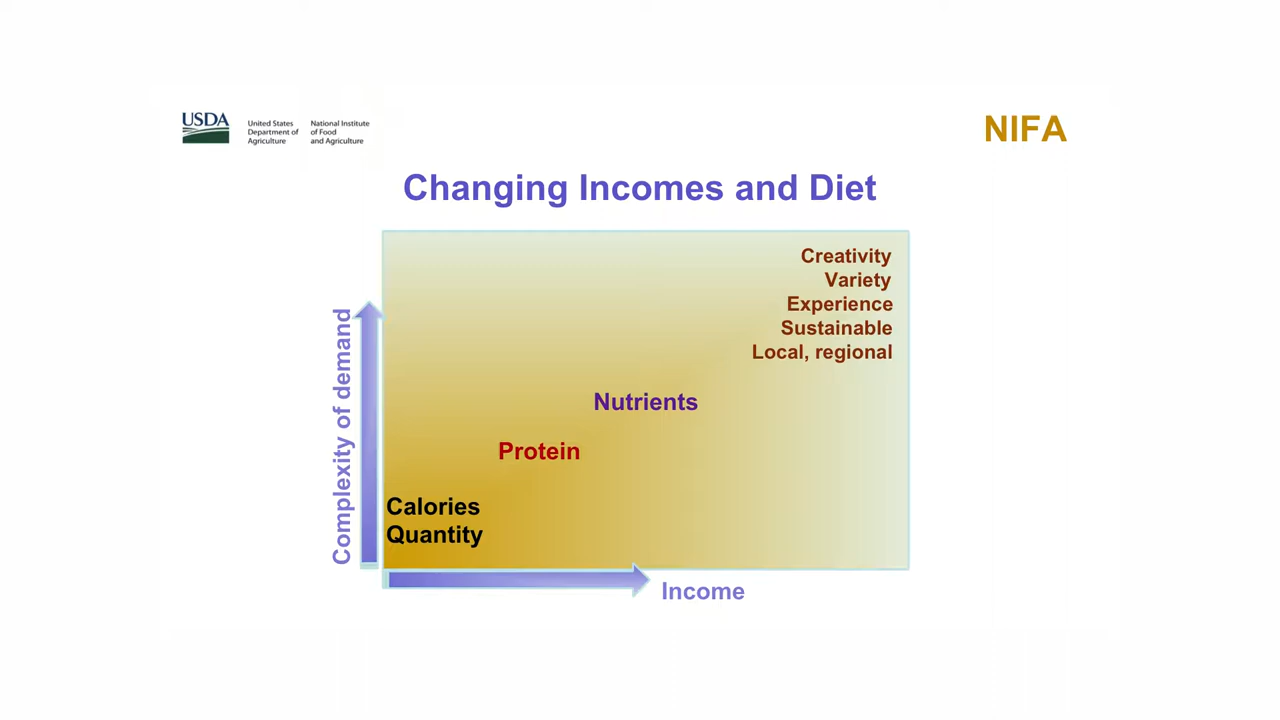 USDA
United States
Department of
Agriculture
National Institute
of Food
and Agriculture
NIFA
Changing Incomes and Diet
Creativity
Variety
Experience
Sustainable
Local, regional
Nutrients
Protein
Calories
Quantity
Complexity of demand
Income